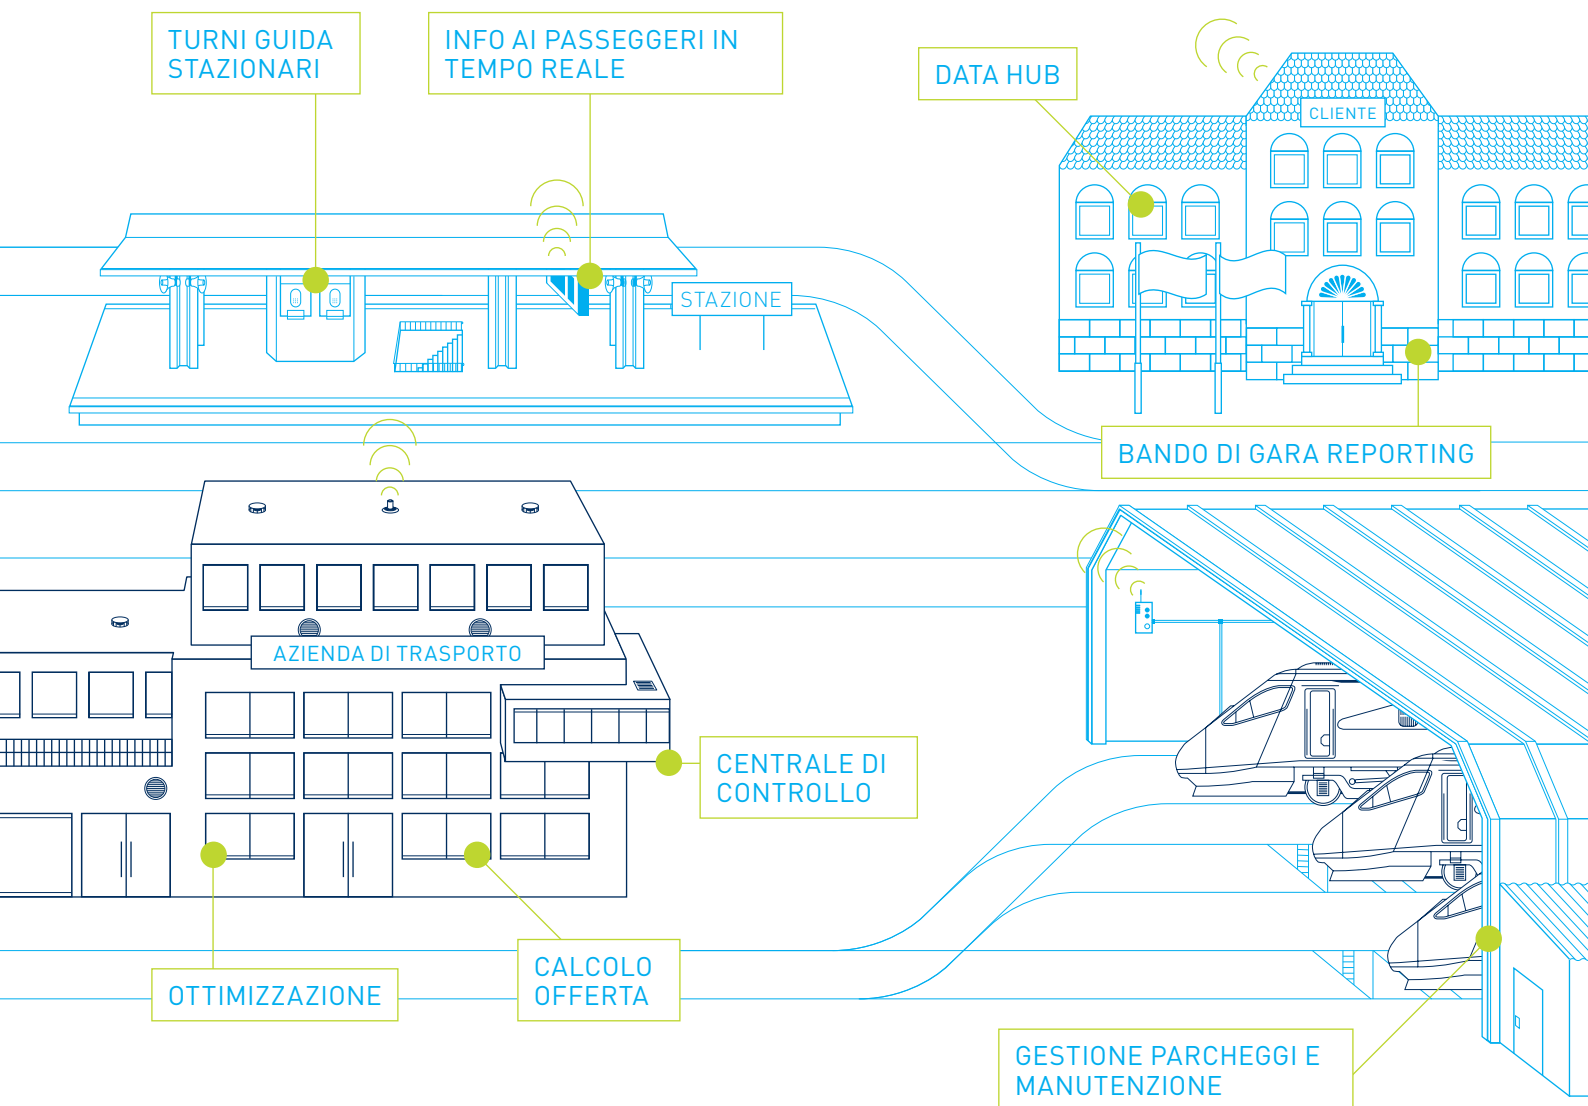 TURNI GUIDA
STAZIONARI
INFO AI PASSEGGERI IN
TEMPO REALE
DATA HUB
CLIENTE
STAZIONE
BANDO DI GARA REPORTING
AZIENDA DI TRASPORTO
CENTRALE DI
CONTROLLO
OTTIMIZZAZIONE
CALCOLO
OFFERTA
GESTIONE PARCHEGGI E
MANUTENZIONE